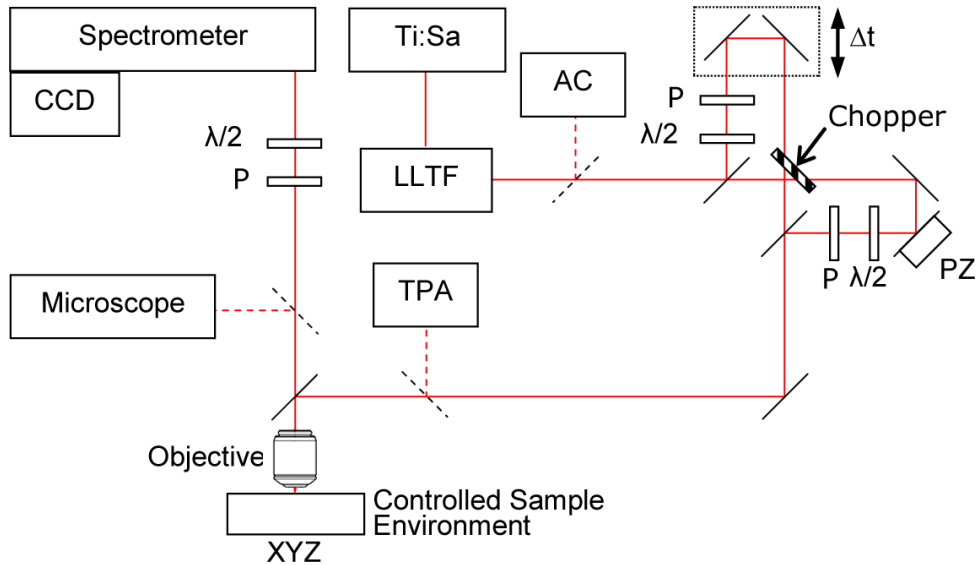 Spectrometer
Ti:Sa
Δt
CCD
AC
P
λ/2
Chopper
λ/2
P
LLTF
P
λ/2
PZ
Microscope
TPA
Objective
Controlled Sample
Environment
XYZ